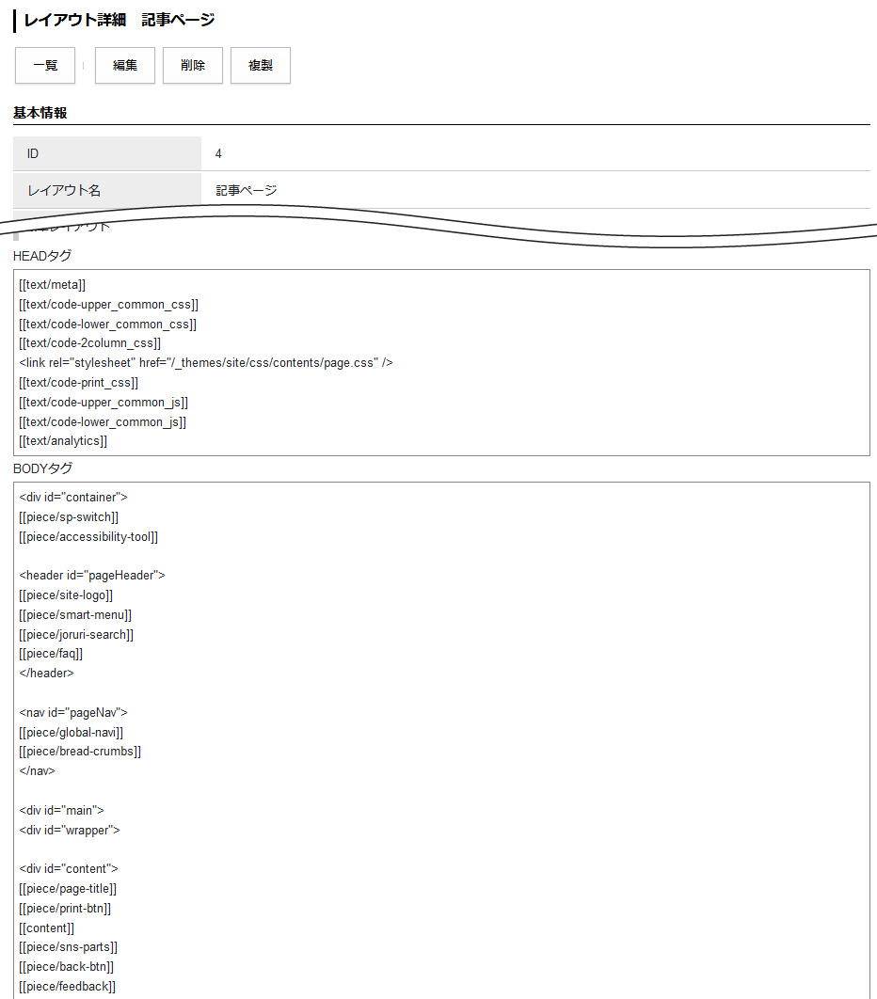 レイアウト詳細　記事ページ
一覧 編集 削除 複製
基本情報
ID 4
レイアウト名 記事ページ
レイアウト
HEADタグ
[[text/meta]]
[[text/code-upper_common_css]]
[[text/code-lower_common_css]]
[[text/code-2column_css]]
<link rel="stylesheet" href="/_themes/site/css/contents/page.css" />
[[text/code-print_css]]
[[text/code-upper_common_js]]
[[text/code-lower_common_js]]
[[text/analytics]]
BODYタグ
<div id="container">
[[piece/sp-switch]]
[[piece/accessibility-tool]]
<header id="pageHeader">
[[piece/site-logo]]
[[piece/smart-menu]]
[[piece/joruri-search]]
[[piece/faq]]
</header>
<nav id="pageNav">
[[piece/global-navi]]
[[piece/bread-crumbs]]
</nav>
<div id="main">
<div id="wrapper">
<div id="content">
[[piece/page-title]]
[[piece/print-btn]]
[[content]]
[[piece/sns-parts]]
[[piece/back-btn]]
[[piece/feedback]]